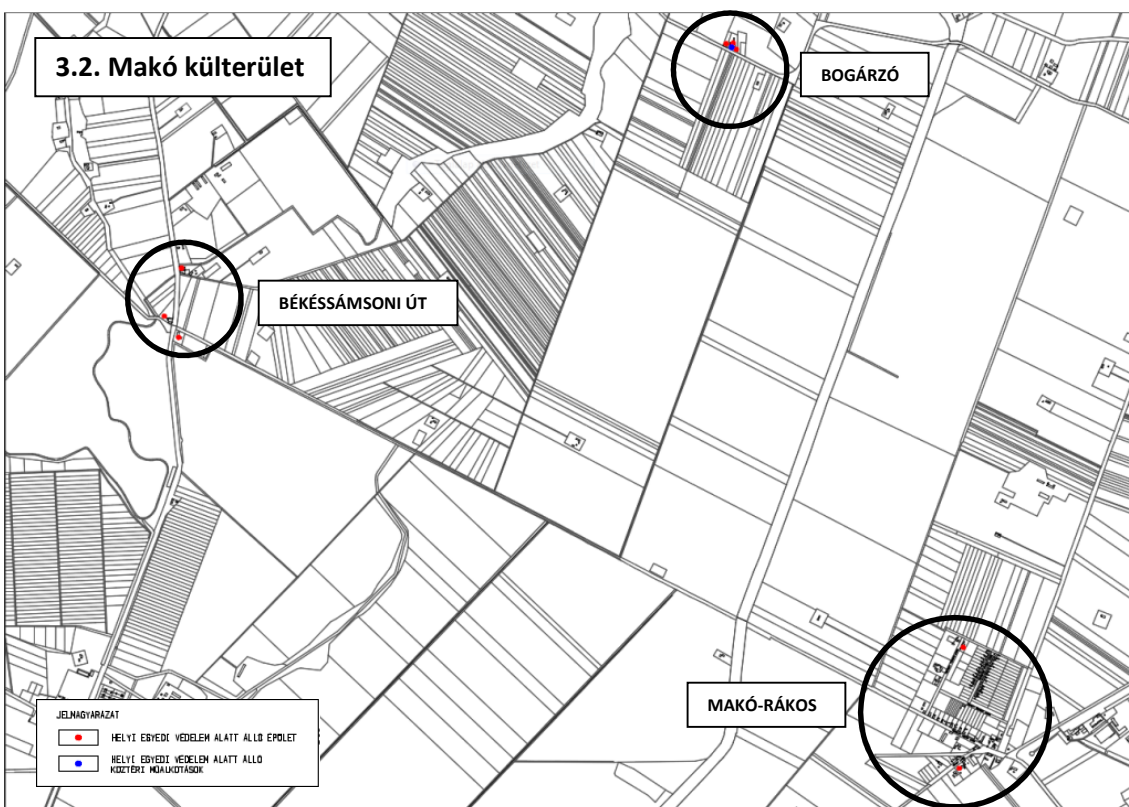 3.2. Makó külterület
BOGÁRZÓ
BÉKÉSSÁMSONI ÚT
MAKÓ-RÁKOS
JELNAGYARÁZAT
HELYI EGYEDI VÉDELEM ALATT ÁLLÓ ÉPÜLET
HELYI EGYEDI VÉDELEM ALATT ÁLLÓ
KÖZTÉRI MŰALKOTÁSOK